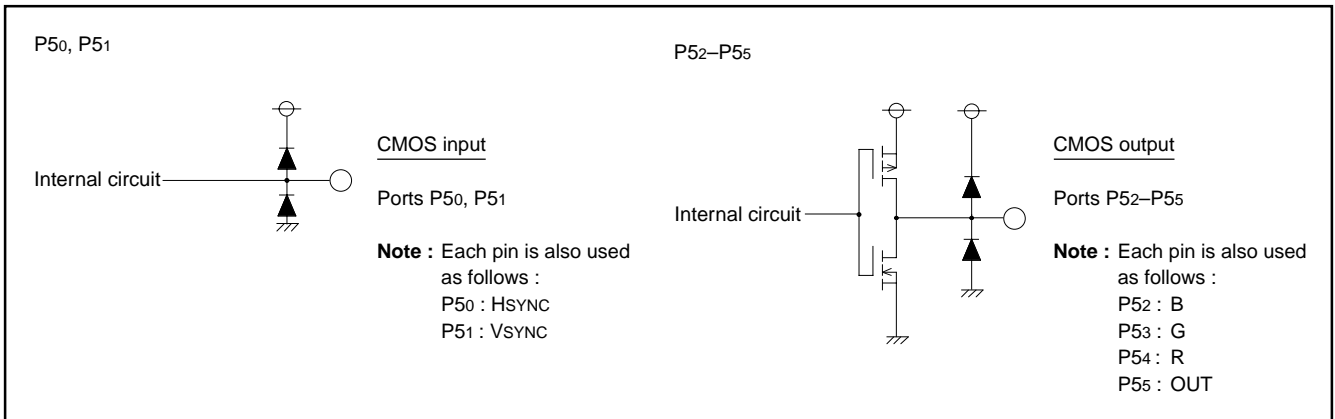 P50, P51
Internal circuit
CMOS input
Ports P50, P51
Note : Each pin is also used
as follows :
P50 : HSYNC
P51 : VSYNC
P52–P55
Internal circuit
CMOS output
Ports P52–P55
Note : Each pin is also used
as follows :
P52 : B
P53 : G
P54 : R
P55 : OUT